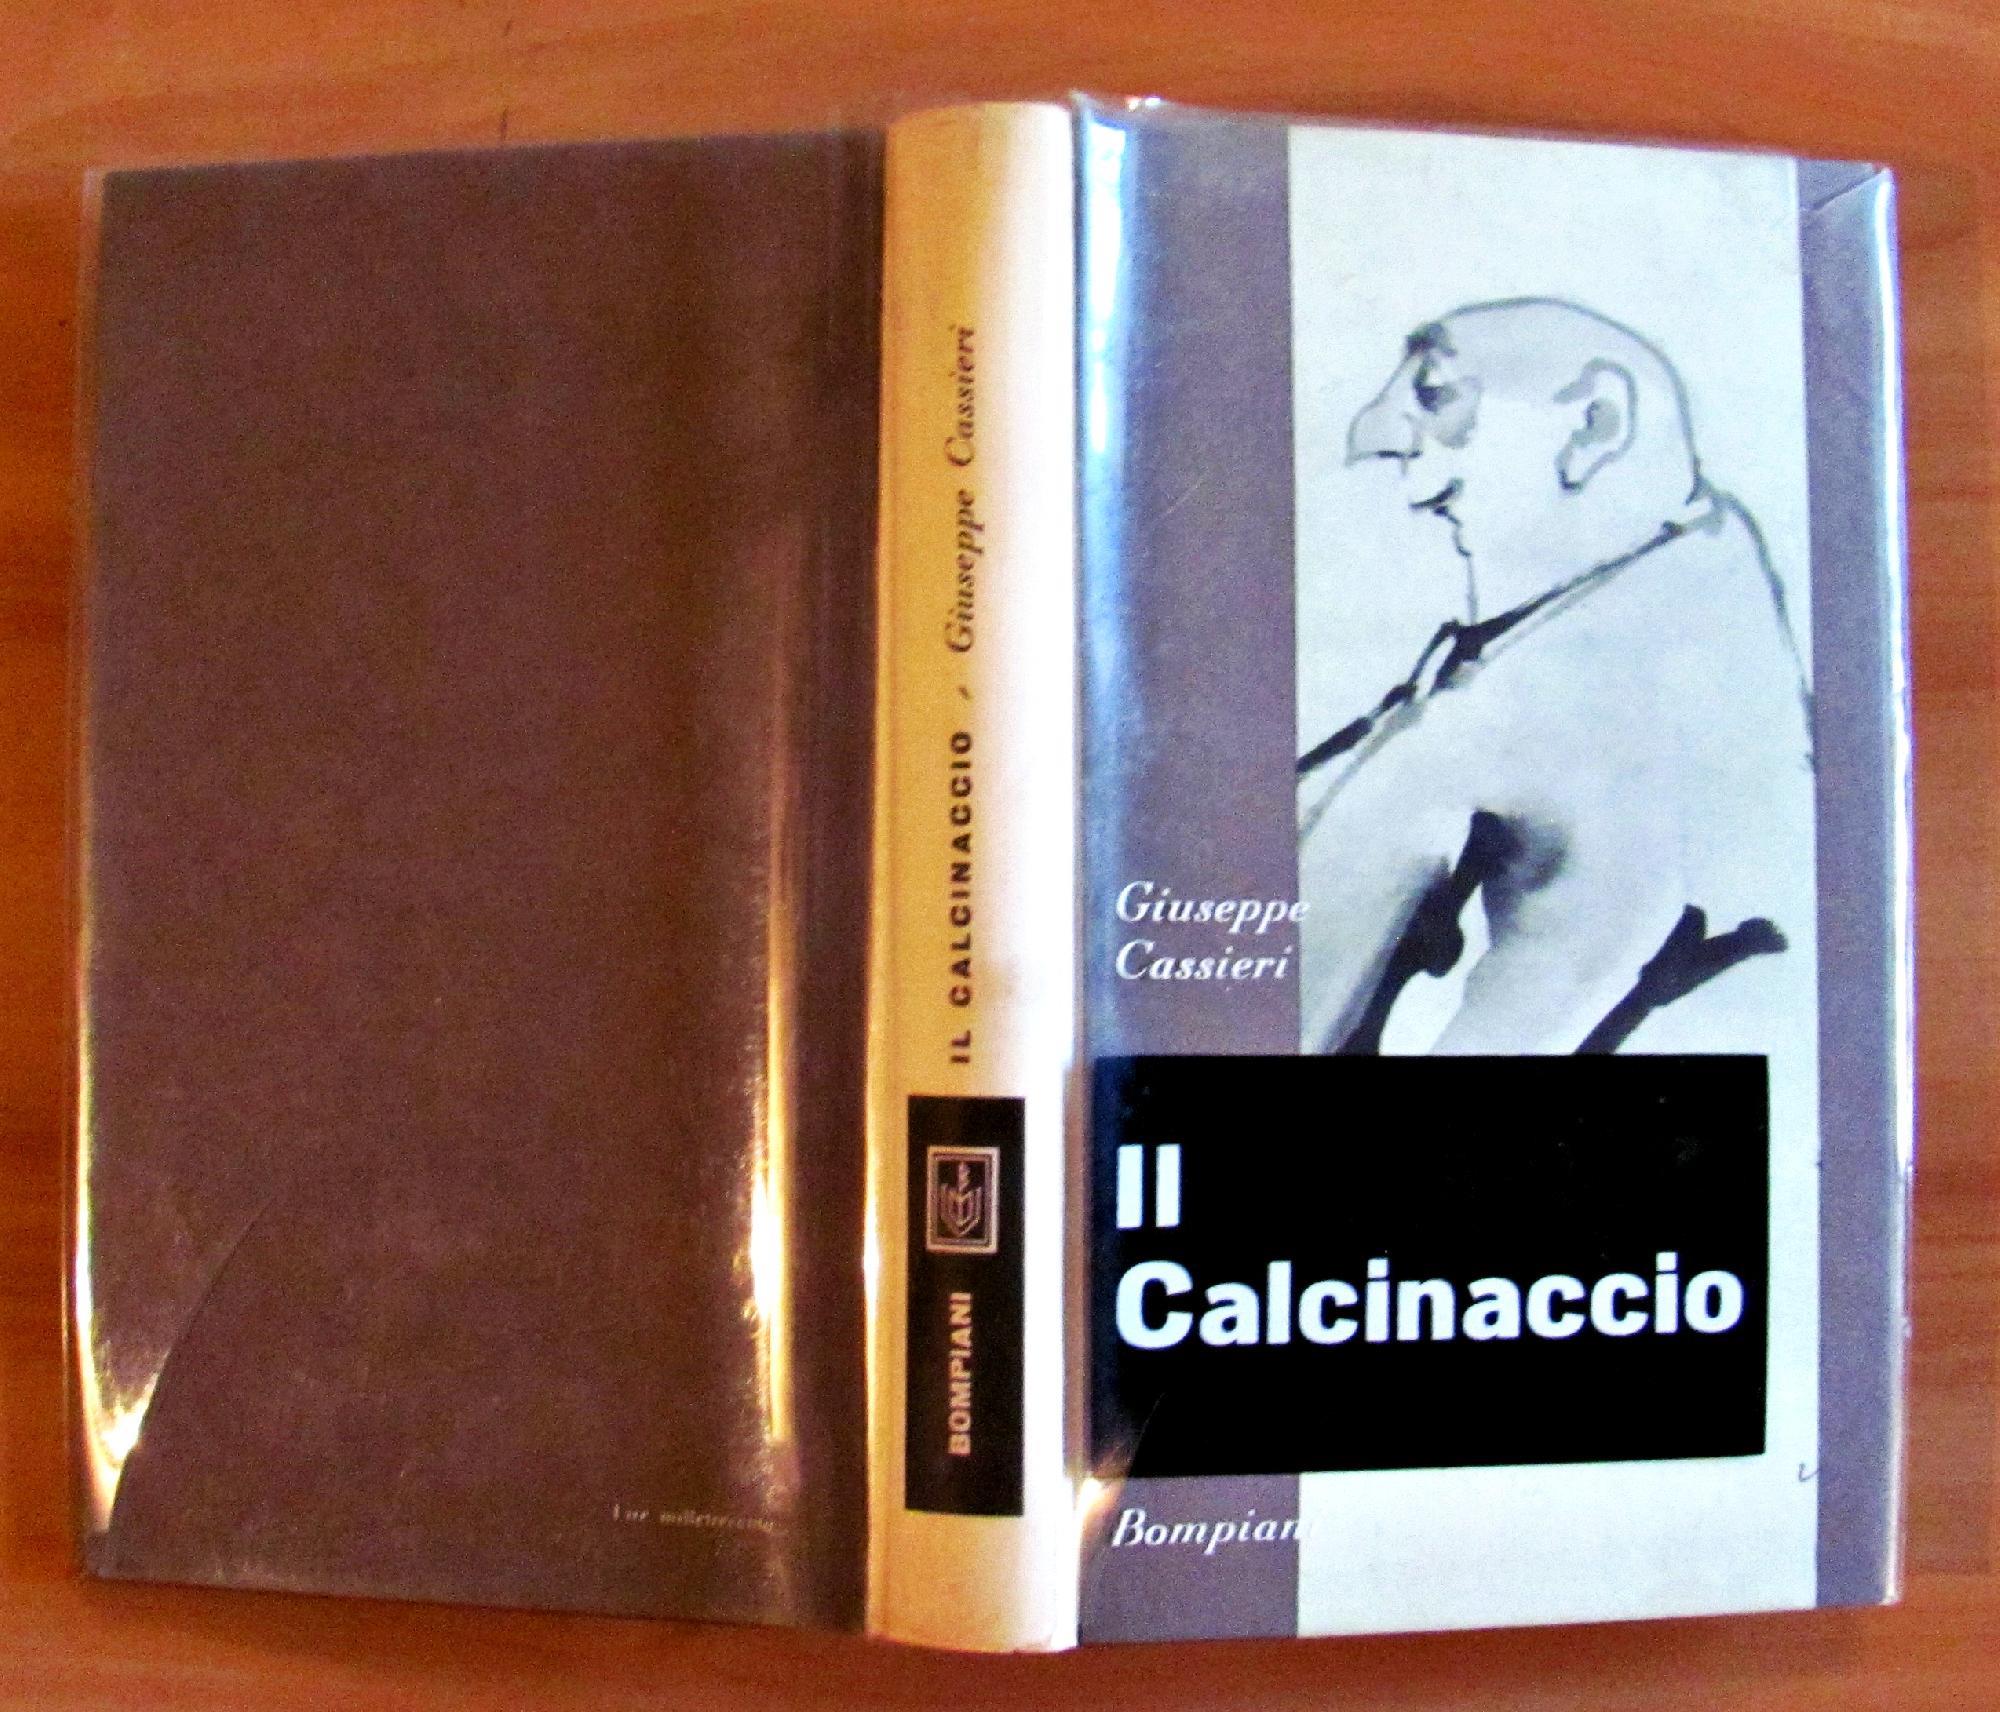 IL CALCINACCIO / Giuseppe Cassieri
BOMPIANI
Giuseppe
Cassieri
Il
Calcinaccio
Bompiani